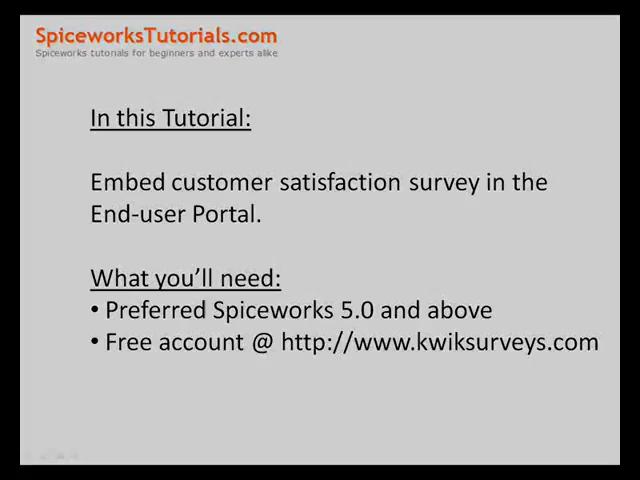 SpiceworksTutorials.com
Spiceworks tutorials for beginners and experts alike
In this Tutorial:
Embed customer satisfaction survey in the
End-user Portal.
What you'll need:
• Preferred Spiceworks 5.0 and above
• Free account @ http://www.kwiksurveys.com